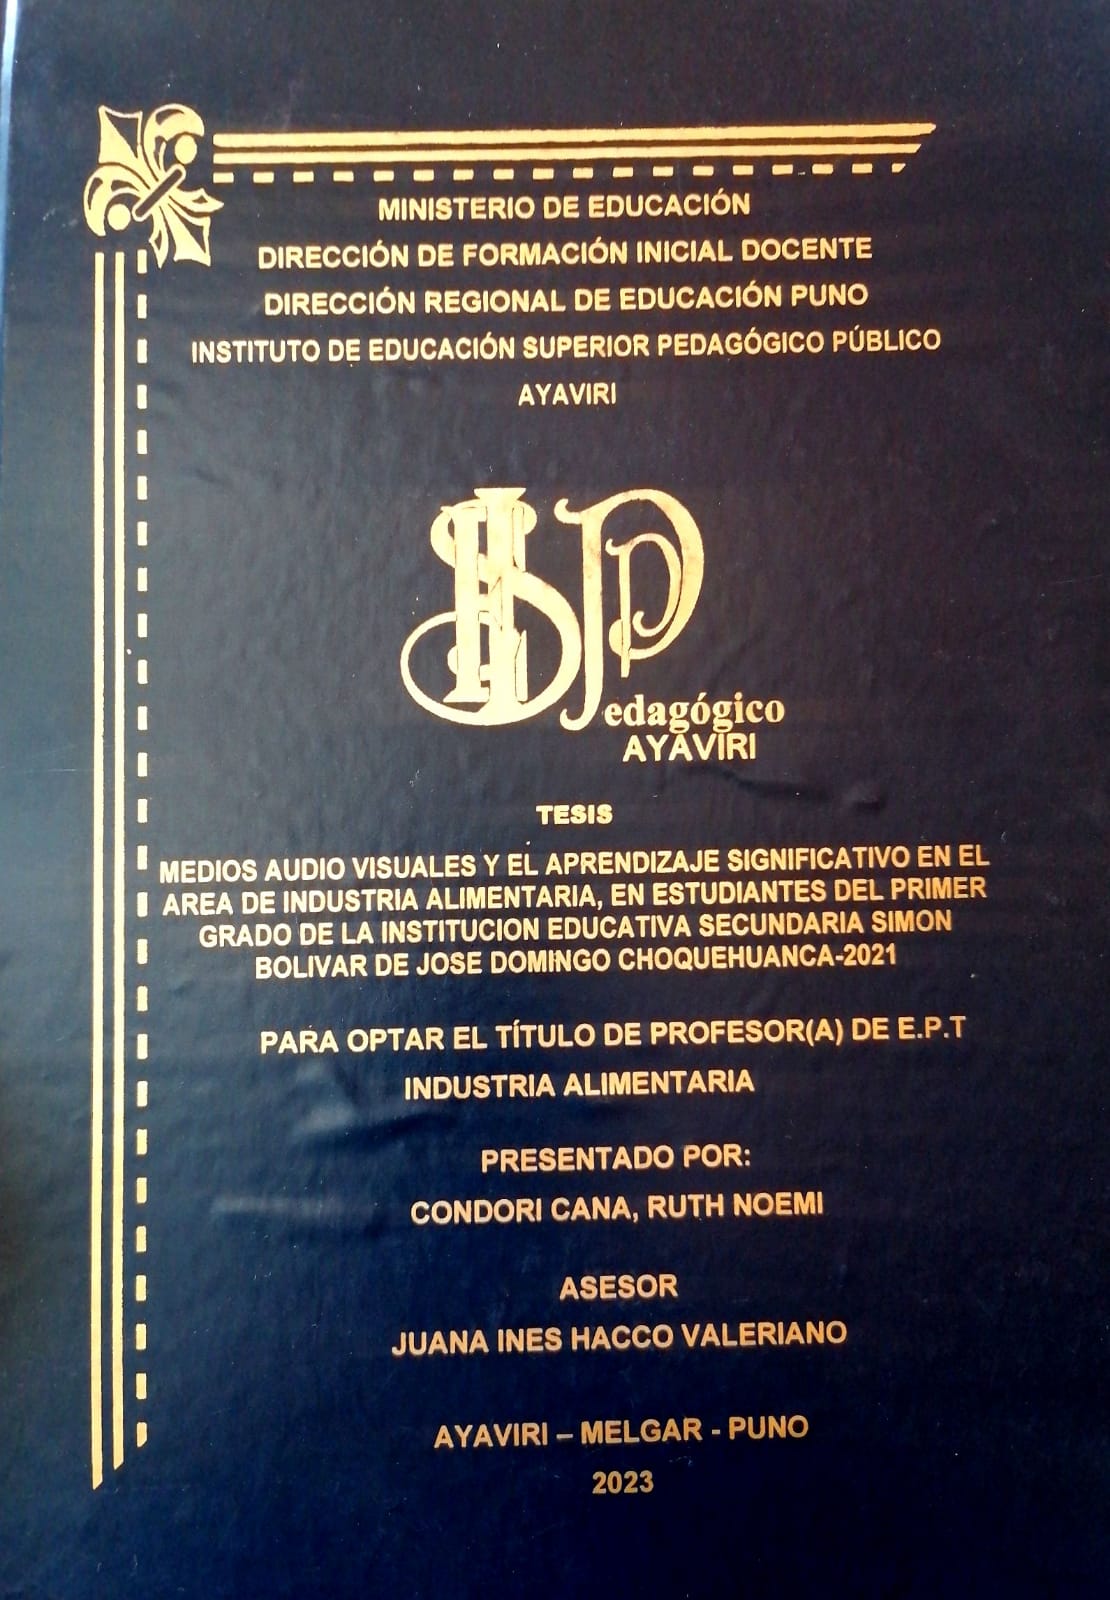 MINISTERIO DE EDUCACIÓN
DIRECCIÓN DE FORMACIÓN INICIAL DOCENTE
DIRECCIÓN REGIONAL DE EDUCACIÓN PUNO
INSTITUTO DE EDUCACIÓN SUPERIOR PEDAGÓGICO PÚBLICO
AYAVIRI
edagógico
AYAVIRI
TESIS
MEDIOS AUDIO VISUALES Y EL APRENDIZAJE SIGNIFICATIVO EN EL
AREA DE INDUSTRIA ALIMENTARIA, EN ESTUDIANTES DEL PRIMER
GRADO DE LA INSTITUCION EDUCATIVA SECUNDARIA SIMON
BOLIVAR DE JOSE DOMINGO CHOQUEHUANCA-2021
PARA OPTAR EL TÍTULO DE PROFESOR(A) DE E.P.T
INDUSTRIA ALIMENTARIA
PRESENTADO POR:
CONDORI CANA, RUTH NOEMI
ASESOR
JUANA INES HACCO VALERIANO
AYAVIRI – MELGAR - PUNO
2023